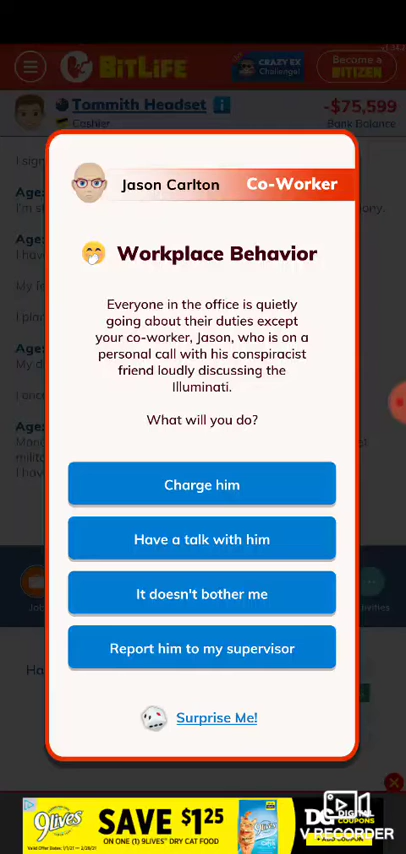 BitLife
CRAZY EX
Challenge!
Become a
BITIZEN
Tommith Headset
-$75,599
Cashier
Bank Balance
Jason Carlton
Co-Worker
Workplace Behavior
Everyone in the office is quietly
going about their duties except
your co-worker, Jason, who is on a
personal call with his conspiracist
friend loudly discussing the
Illuminati.
What will you do?
Charge him
Have a talk with him
It doesn't bother me
Report him to my supervisor
Surprise Me!
9Lives
SAVE $1.25
ON ONE (1) 9LIVES® DRY CAT FOOD
DG
DIGITAL
COUPONS
V RECORDER